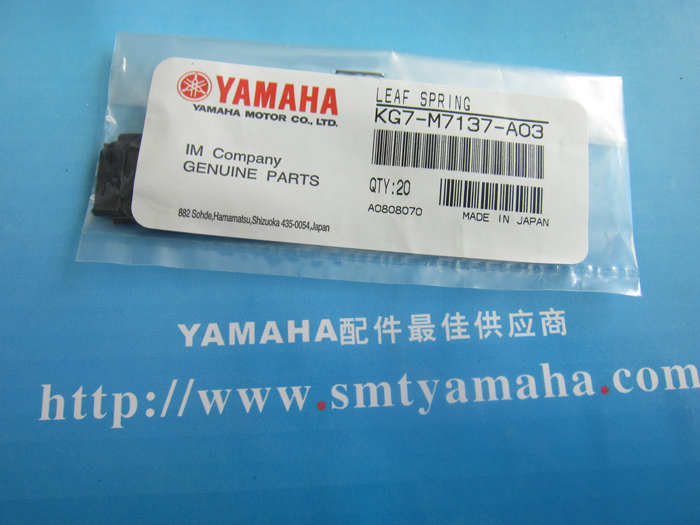 YAMAHA
YAMAHA MOTOR CO., LTD.
IM Company
GENUINE PARTS
882 Sohde,Hamamatsu,Shizuoka 435-0054,Japan
LEAF SPRING
KG7-M7137-A03
QTY:20
A0808070 MADE IN JAPAN
YAMAHA配件最佳供应商
http://www.smtyamaha.com